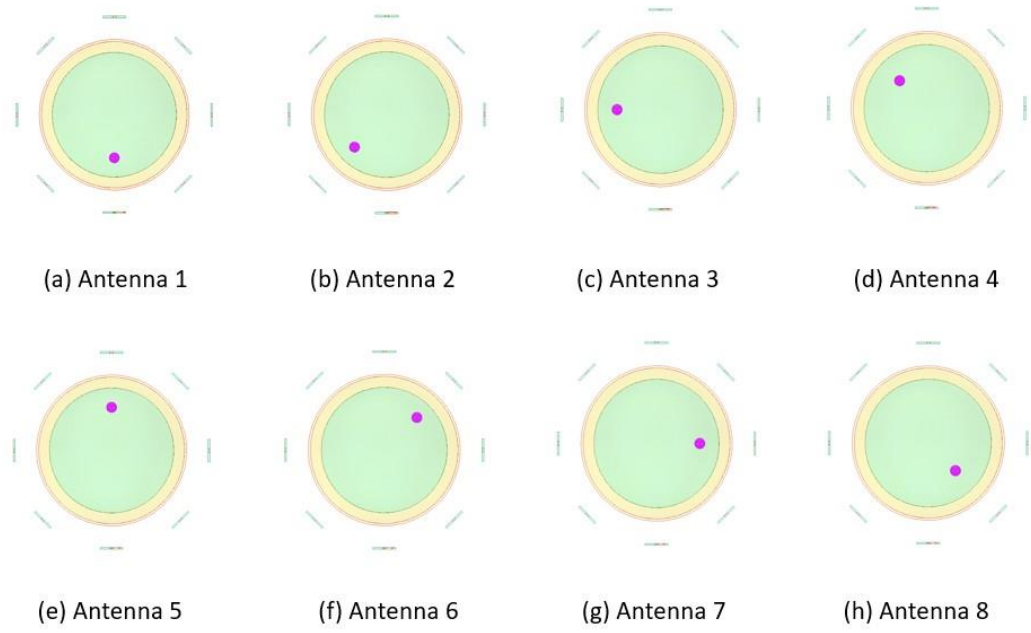 (a) Antenna 1
(b) Antenna 2
(c) Antenna 3
(d) Antenna 4
(e) Antenna 5
(f) Antenna 6
(g) Antenna 7
(h) Antenna 8